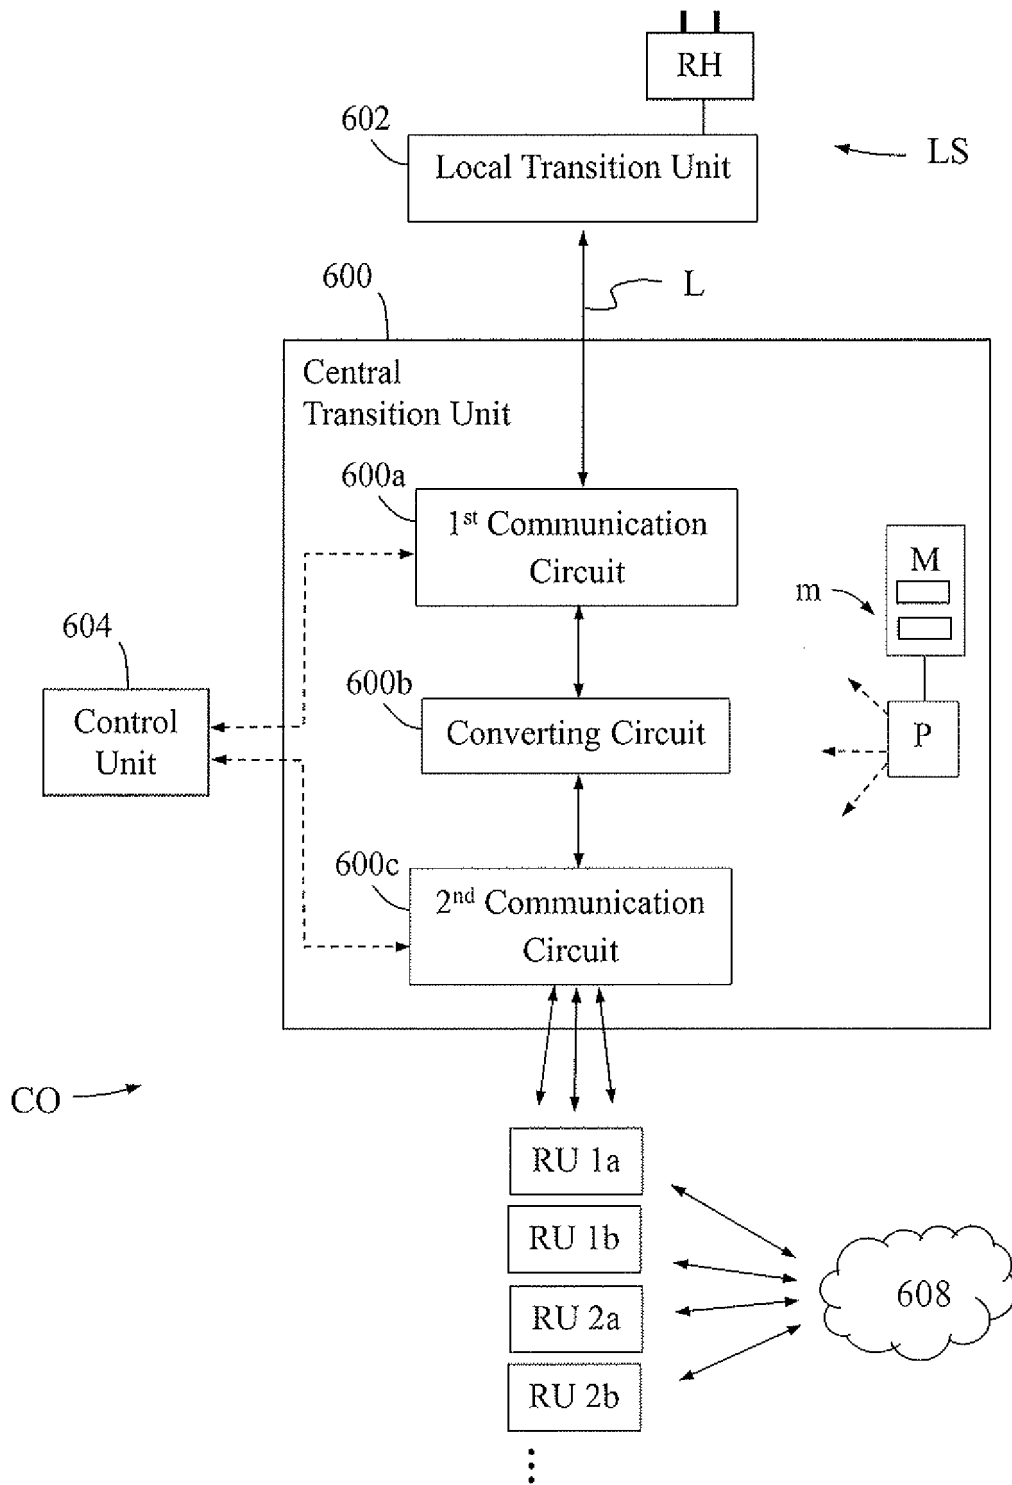 RH
602
Local Transition Unit
LS
600
L
Central
Transition Unit
600a
1st Communication
Circuit
M
m
604
Control
Unit
600b
Converting Circuit
P
600c
2nd Communication
Circuit
CO
RU 1a
RU 1b
608
RU 2a
RU 2b